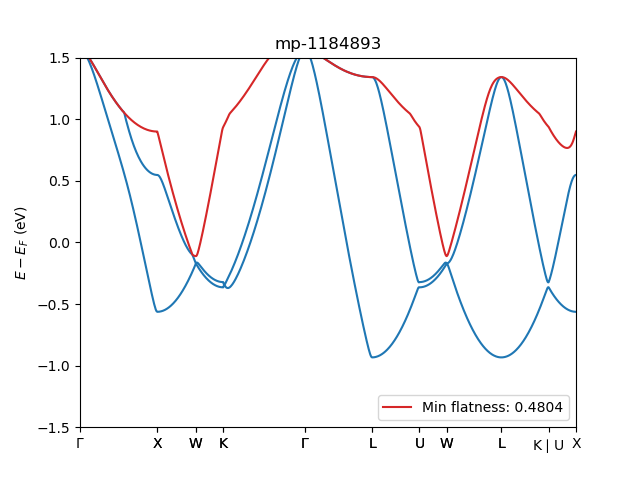 mp-1184893
E − E_F (eV)
1.5
1.0
0.5
0.0
−0.5
−1.0
−1.5
Min flatness: 0.4804
Γ X W K Γ L U W L K | U X